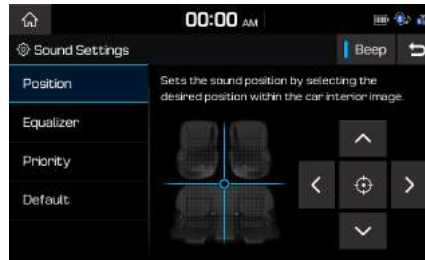 00:00 AM
Sound Settings
Beep
Position
Sets the sound position by selecting the
desired position within the car interior image.
Equalizer
Priority
Default